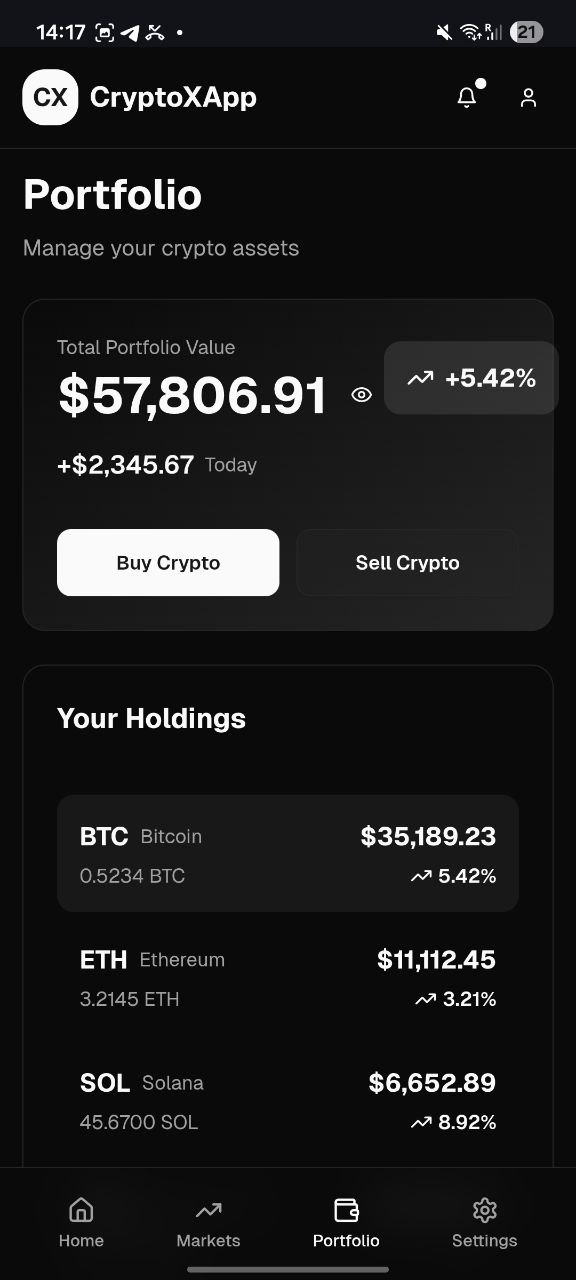 14:17
R
21
CX CryptoXApp
Portfolio
Manage your crypto assets
Total Portfolio Value
$57,806.91
+5.42%
+$2,345.67 Today
Buy Crypto Sell Crypto
Your Holdings
BTC Bitcoin $35,189.23
0.5234 BTC 5.42%
ETH Ethereum $11,112.45
3.2145 ETH 3.21%
SOL Solana $6,652.89
45.6700 SOL 8.92%
Home Markets Portfolio Settings